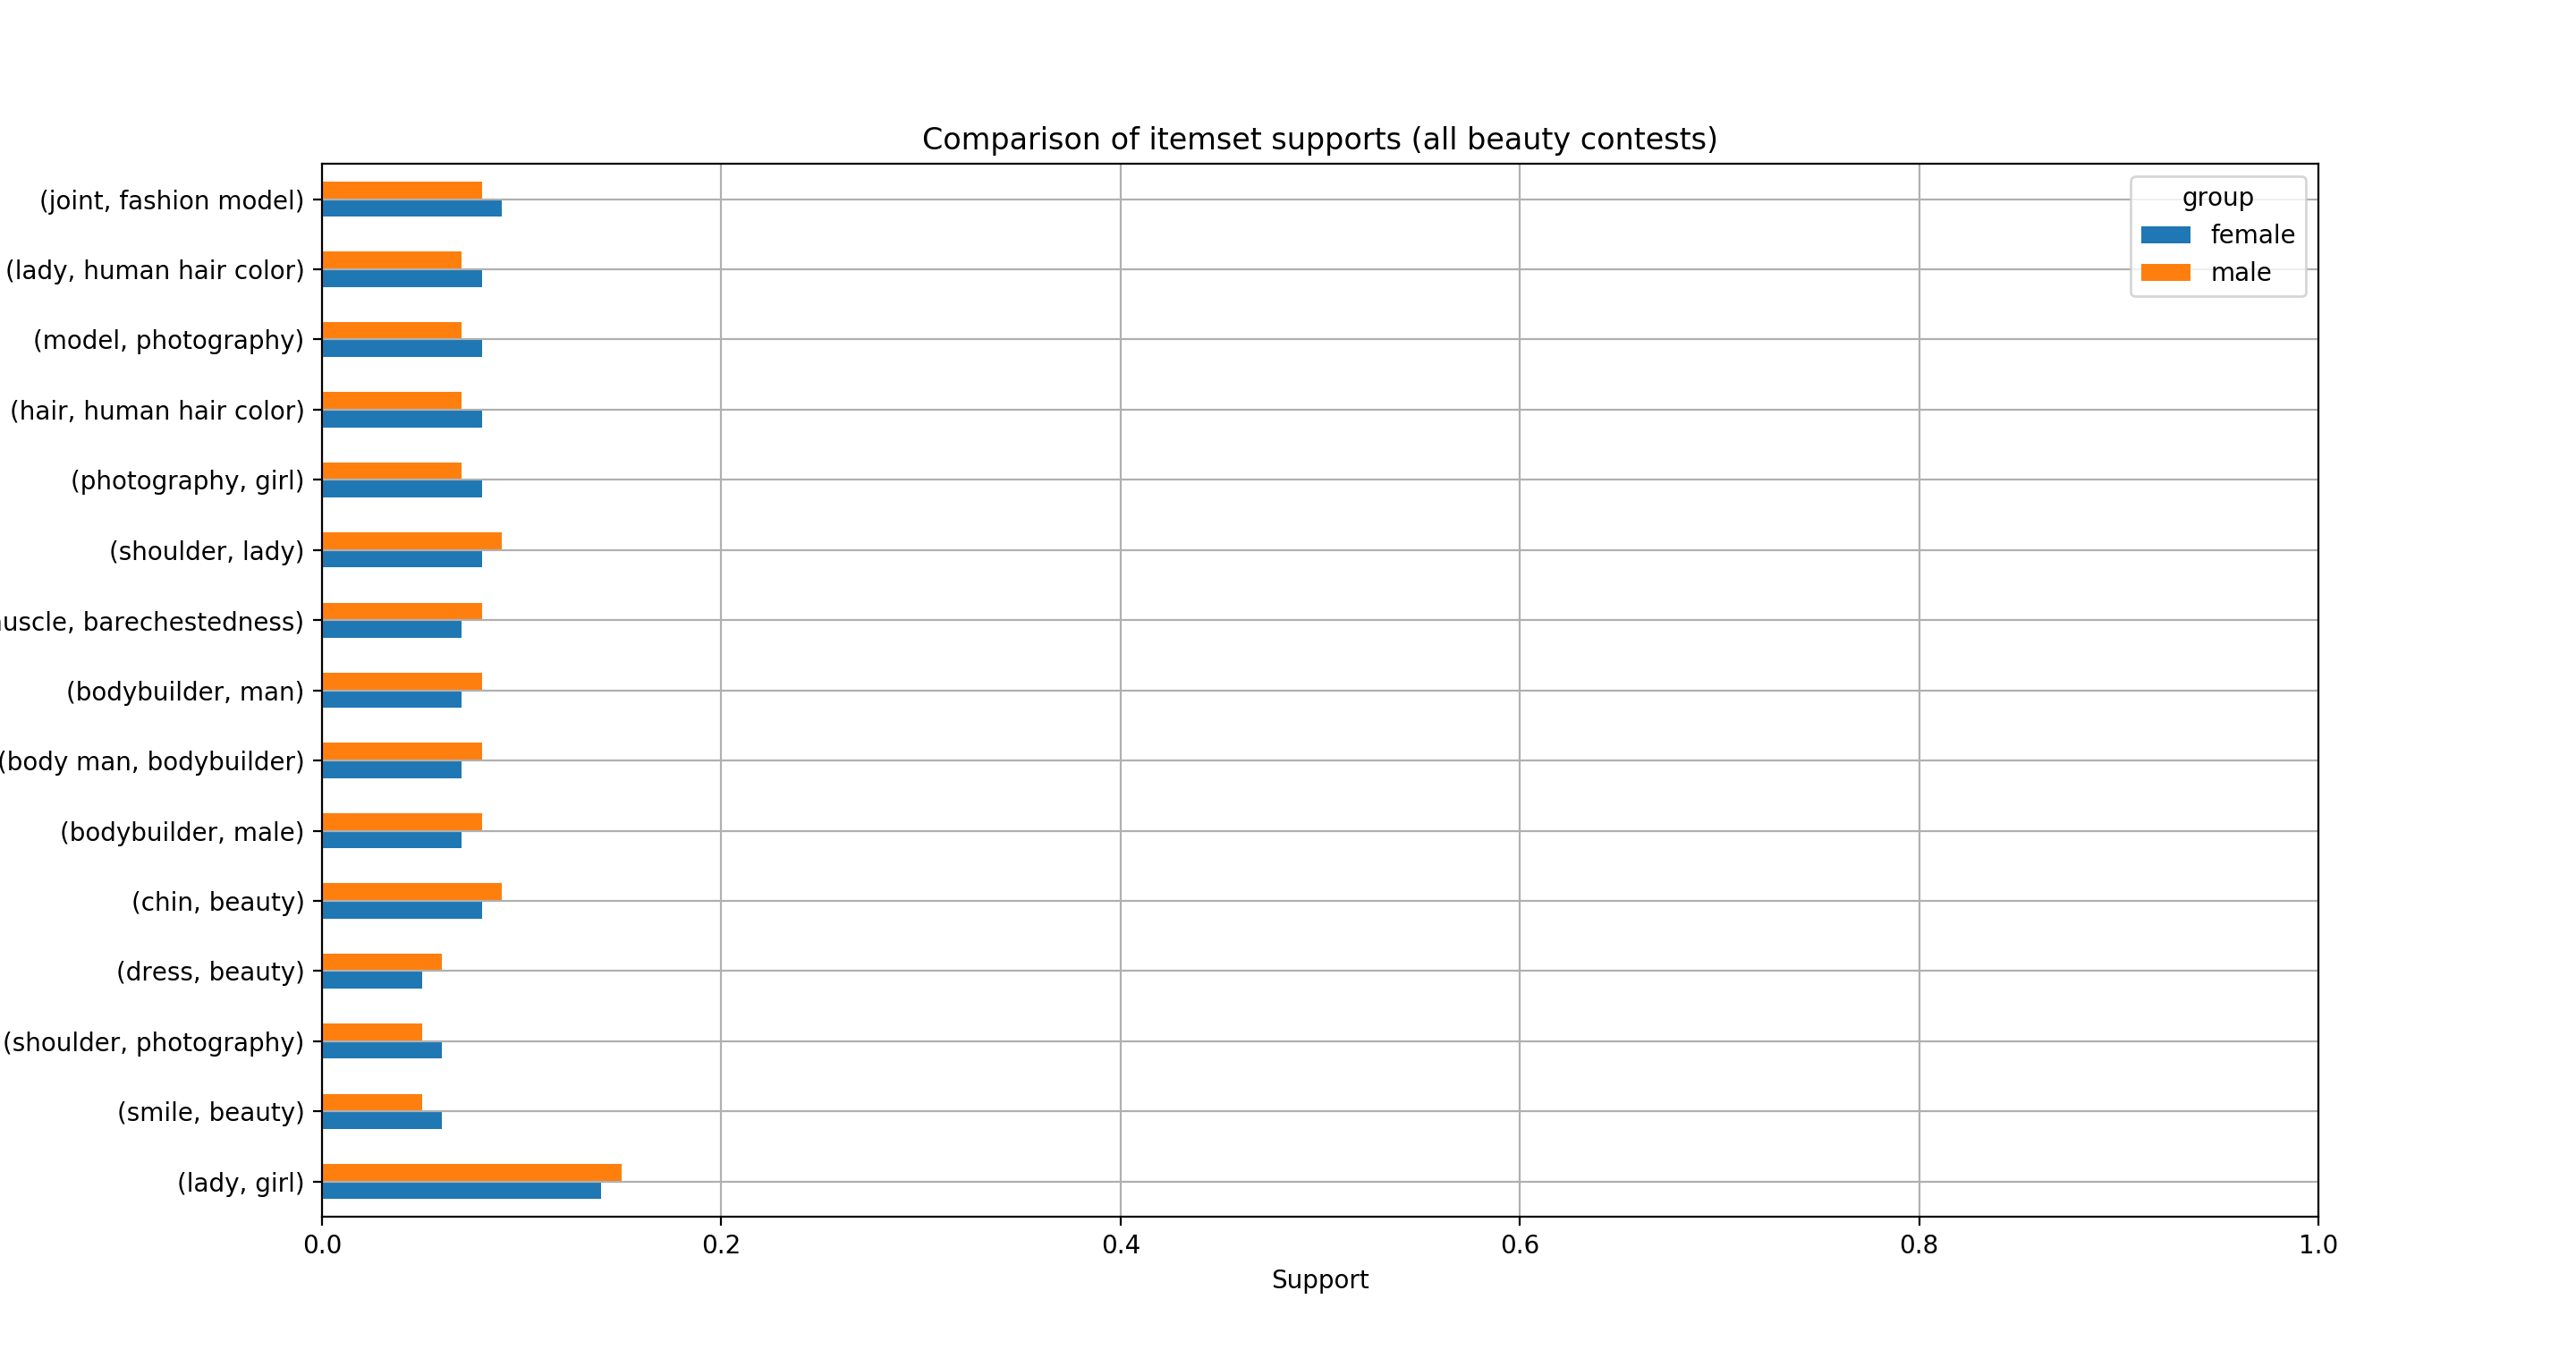 Comparison of itemset supports (all beauty contests)
(joint, fashion model)
(lady, human hair color)
(model, photography)
(hair, human hair color)
(photography, girl)
(shoulder, lady)
barechestedness)
(bodybuilder, man)
(body man, bodybuilder)
(bodybuilder, male)
(chin, beauty)
(dress, beauty)
(shoulder, photography)
(smile, beauty)
(lady, girl)
group
female
male
0.0 0.2 0.4 0.6 0.8 1.0
Support